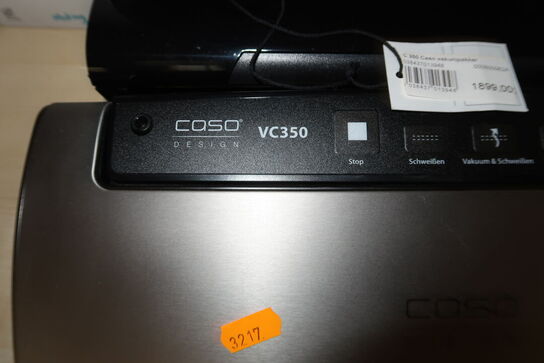 1899,00
caso®
DESIGN
VC350
Stop
Schweißen
Vakuum & Schweißen
caso
3217